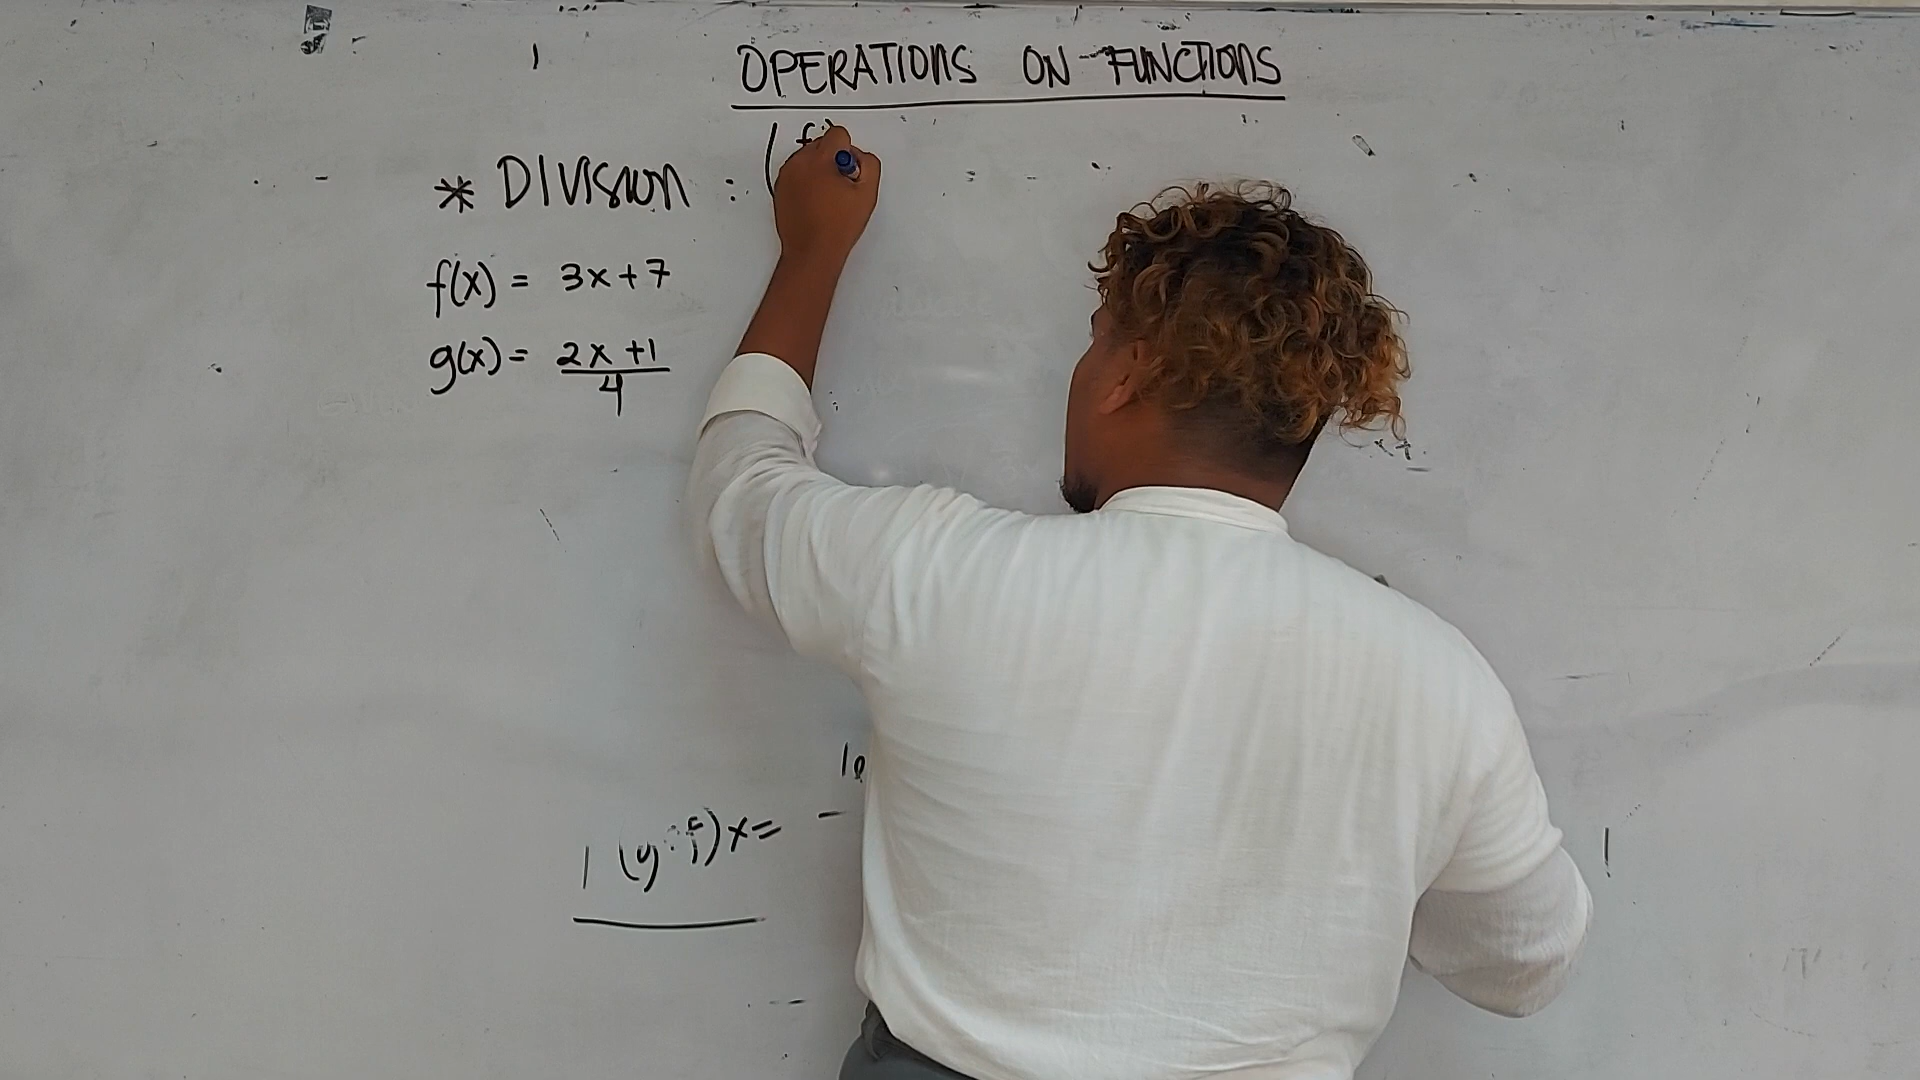 OPERATIONS ON FUNCTIONS
* DIVISION : (f
f(x) = 3x+7
g(x) = 2x+1
4
(g·f)x=